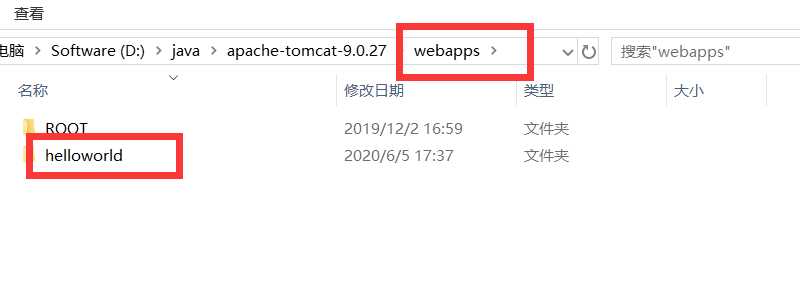 查看
电脑 Software (D:) java apache-tomcat-9.0.27 webapps 搜索"webapps"
名称 修改日期 类型 大小
ROOT 2019/12/2 16:59 文件夹
helloworld 2020/6/5 17:37 文件夹